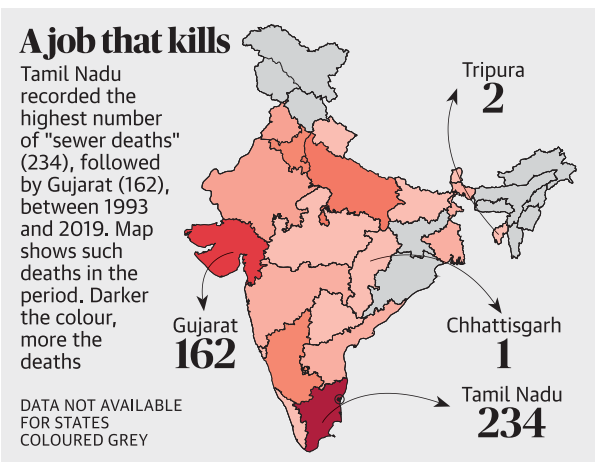 A job that kills
Tamil Nadu
recorded the
highest number
of "sewer deaths"
(234), followed
by Gujarat (162),
between 1993
and 2019. Map
shows such
deaths in the
period. Darker
the colour,
more the
deaths
DATA NOT AVAILABLE
FOR STATES
COLOURED GREY
Tripura
2
Gujarat
162
Chhattisgarh
1
Tamil Nadu
234